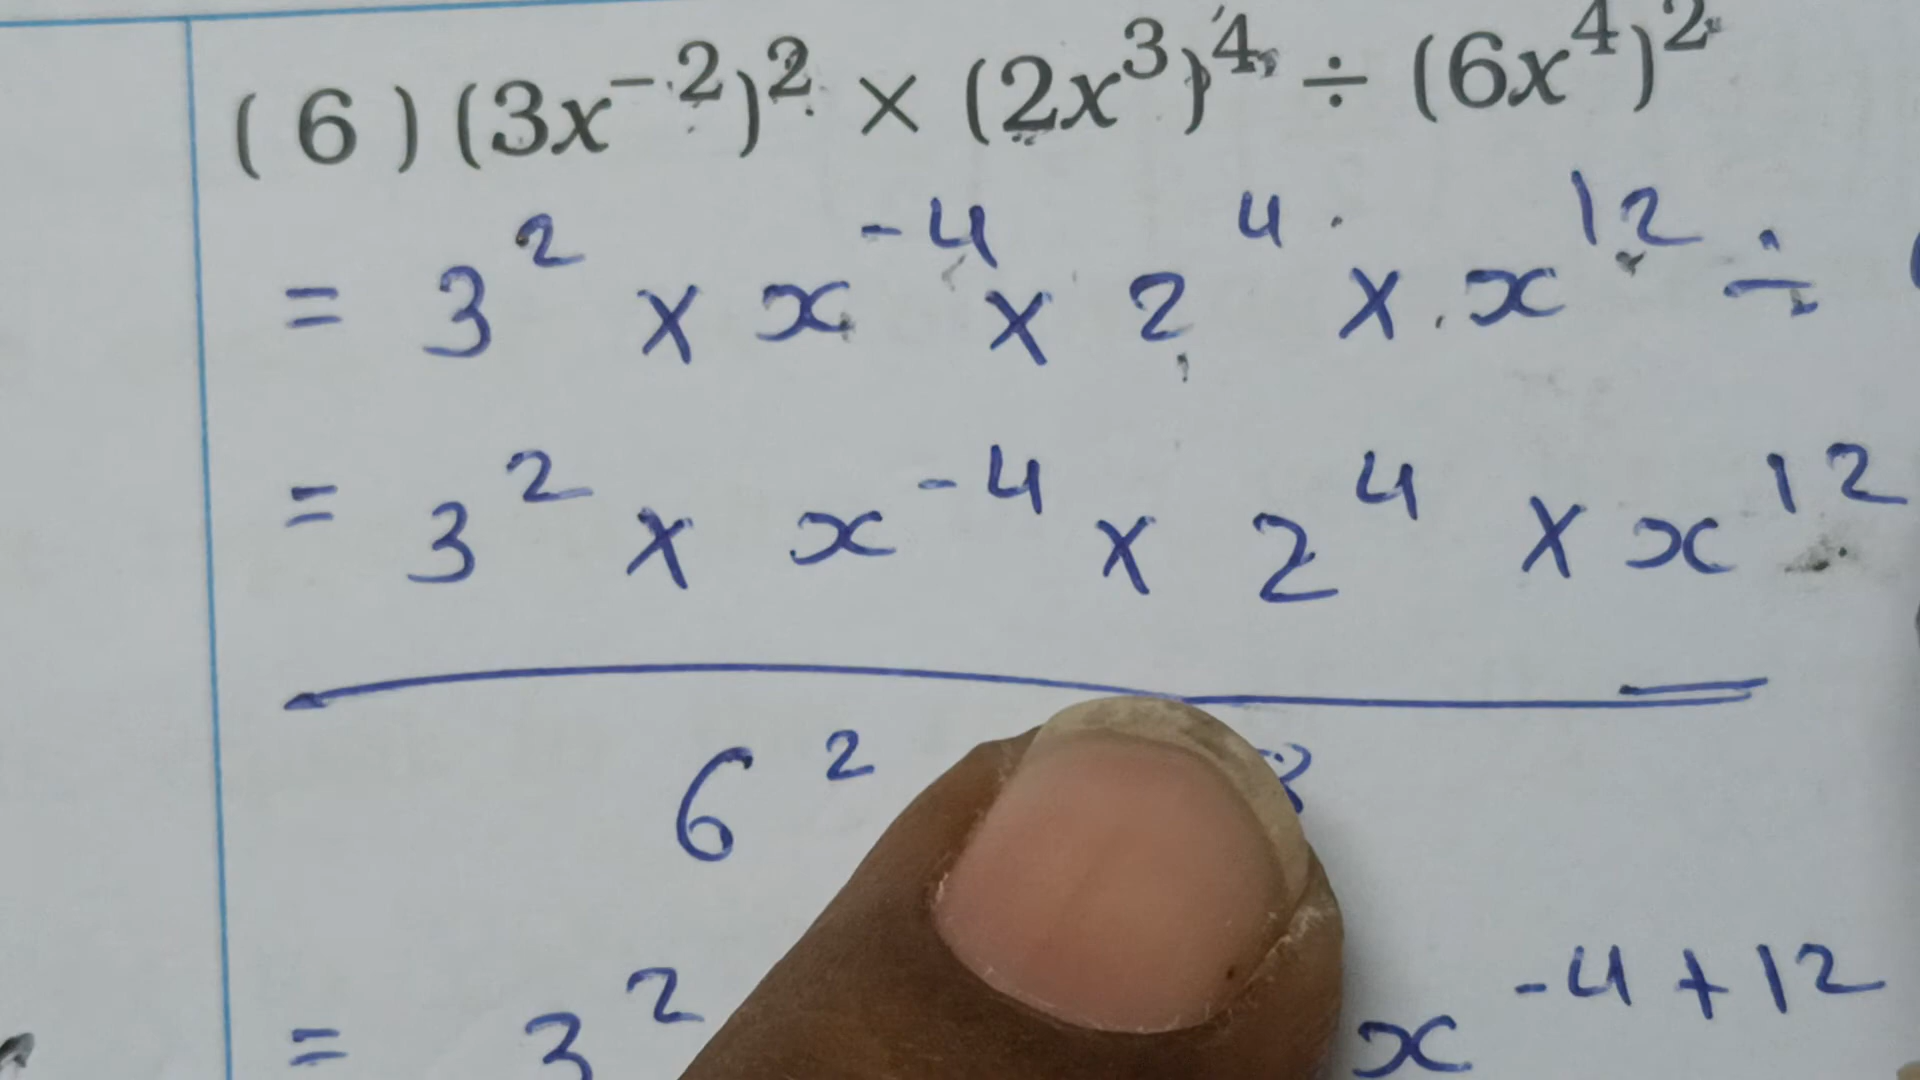 ( 6 ) (3x⁻²)² × (2x³)⁴ ÷ (6x⁴)²
= 3² × x⁻⁴ × 2⁴ × x¹² ÷
= 3² × x⁻⁴ × 2⁴ × x¹²
6²
= 3² x⁻⁴⁺¹²